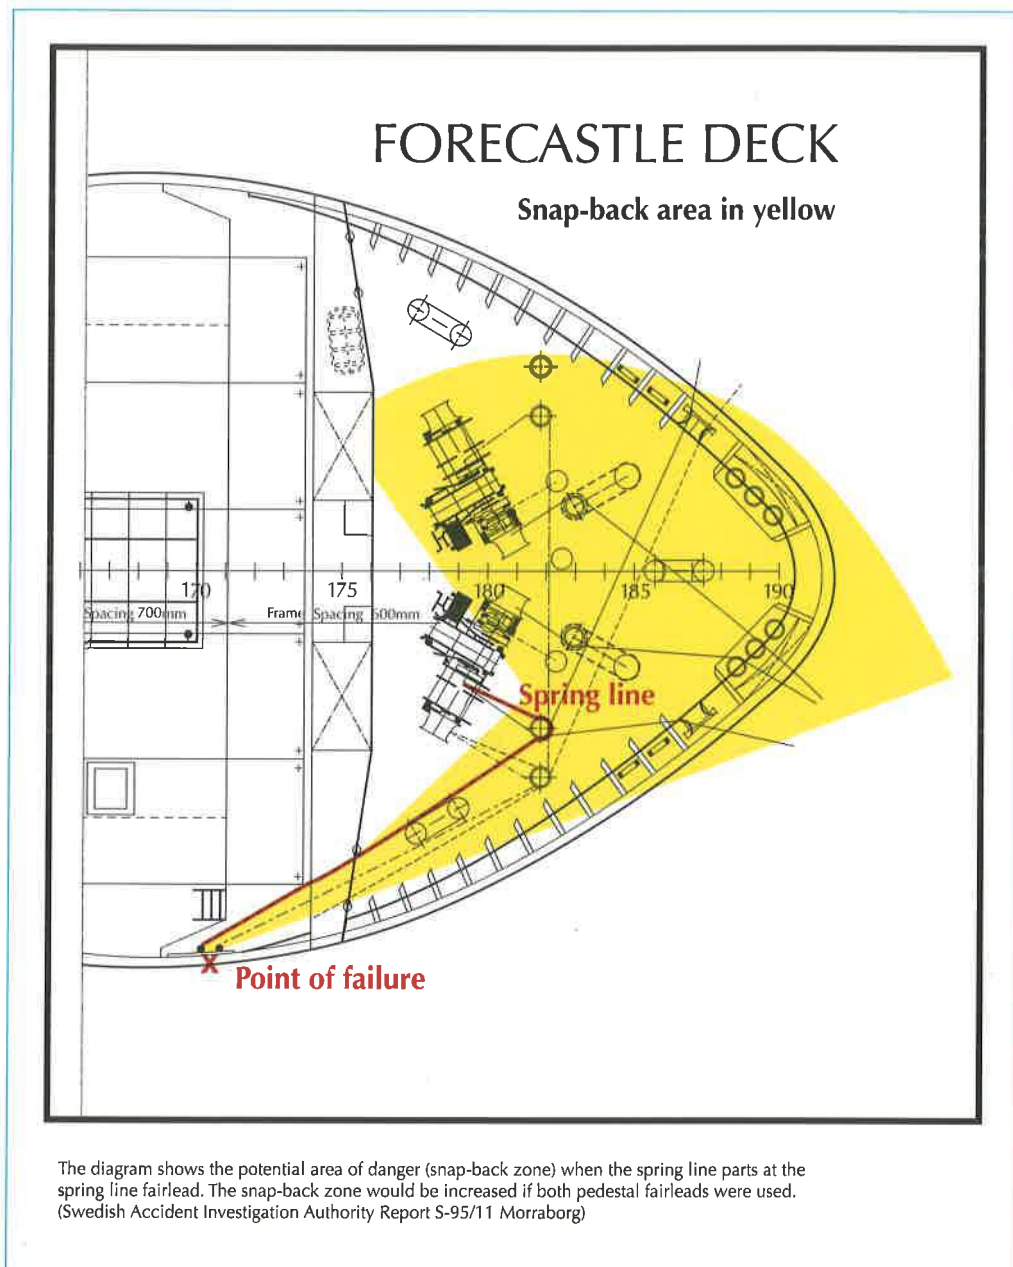 FORECASTLE DECK
Snap-back area in yellow
170
175
180
185
190
Spacing 700mm
Frame Spacing 600mm
Spring line
X
Point of failure
The diagram shows the potential area of danger (snap-back zone) when the spring line parts at the
spring line fairlead. The snap-back zone would be increased if both pedestal fairleads were used.
(Swedish Accident Investigation Authority Report S-95/11 Morraborg)